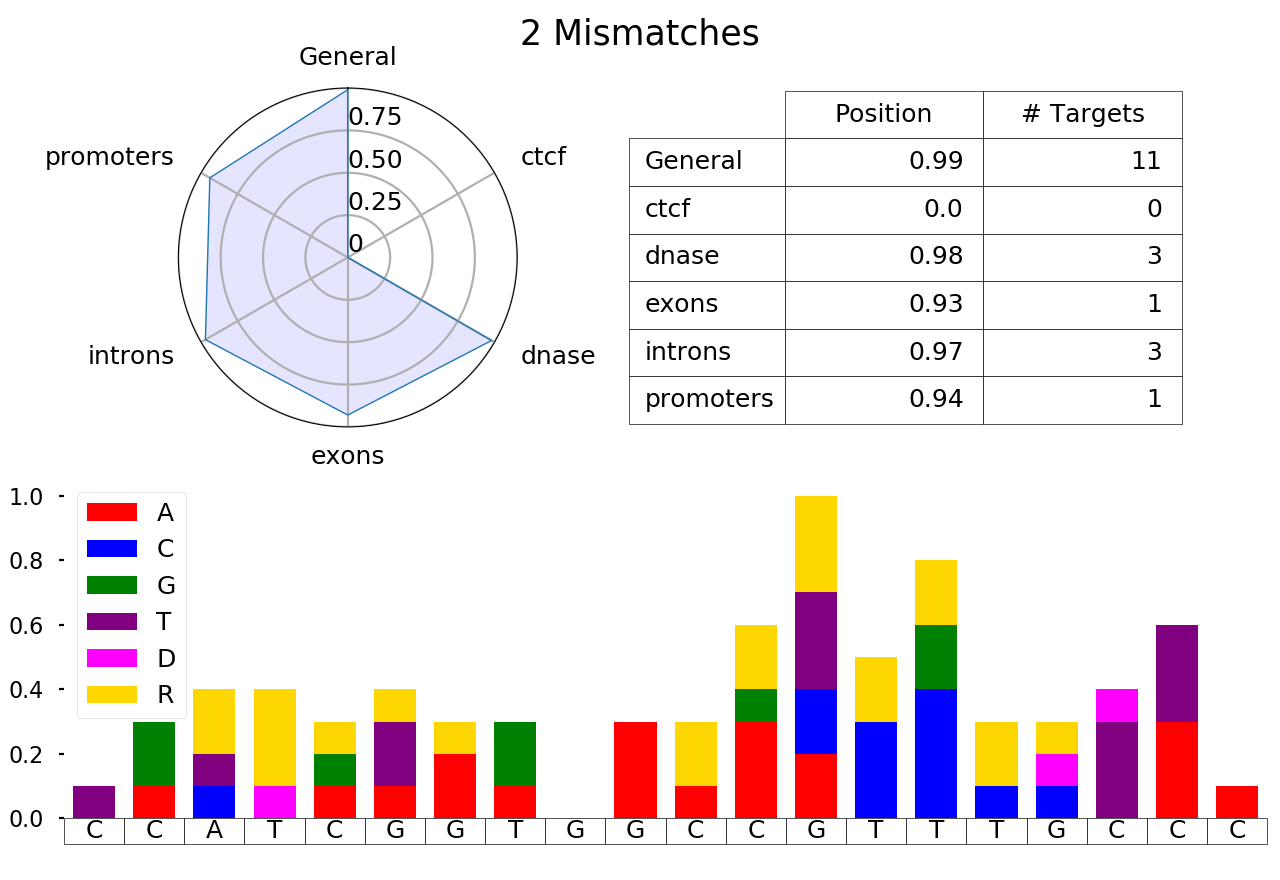 2 Mismatches
General
promoters
ctcf
introns
dnase
exons
0.75
0.50
0.25
0
Position # Targets
General 0.99 11
ctcf 0.0 0
dnase 0.98 3
exons 0.93 1
introns 0.97 3
promoters 0.94 1
1.0
0.8
0.6
0.4
0.2
0.0
A
C
G
T
D
R
C C A T C G G T G G C C G T T T G C C C